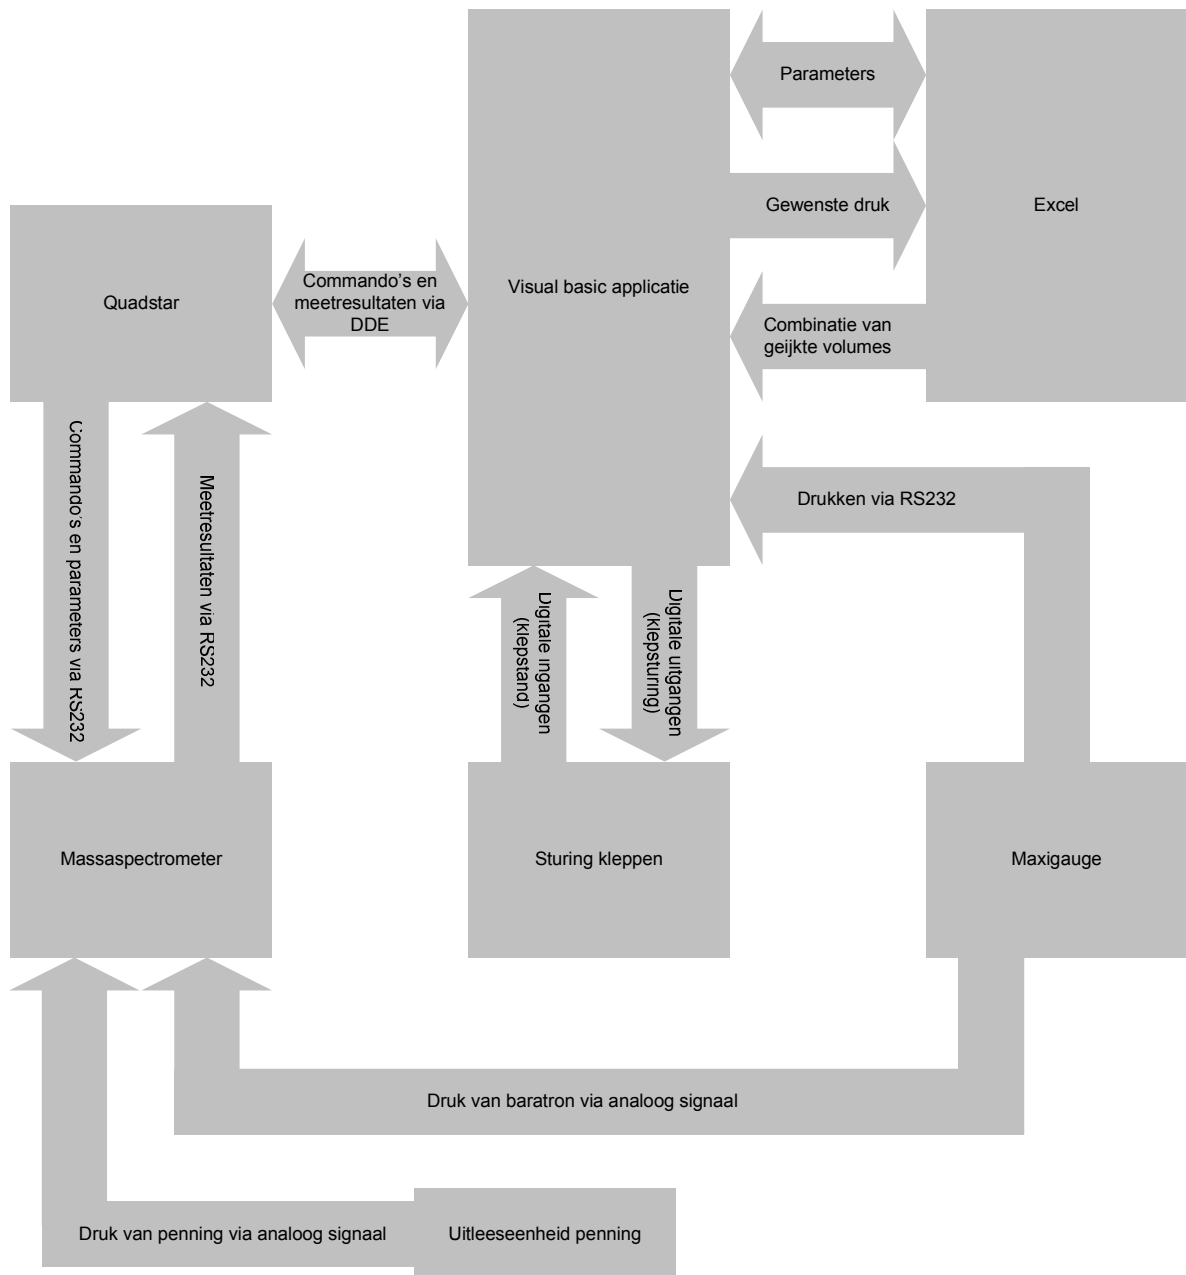 Parameters
Gewenste druk
Excel
Visual basic applicatie
Quadstar
Commando's en
meetresultaten via
DDE
Combinatie van
geijkte volumes
Commando's en parameters via RS232
Meetresultaten via RS232
Drukken via RS232
Digitale ingangen
(klepstand)
Digitale uitgangen
(klepsturing)
Massaspectrometer
Sturing kleppen
Maxigauge
Druk van baratron via analoog signaal
Druk van penning via analoog signaal
Uitleeseenheid penning